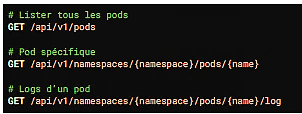 # Lister tous les pods
GET /api/v1/pods
# Pod spécifique
GET /api/v1/namespaces/{namespace}/pods/{name}
# Logs d'un pod
GET /api/v1/namespaces/{namespace}/pods/{name}/log